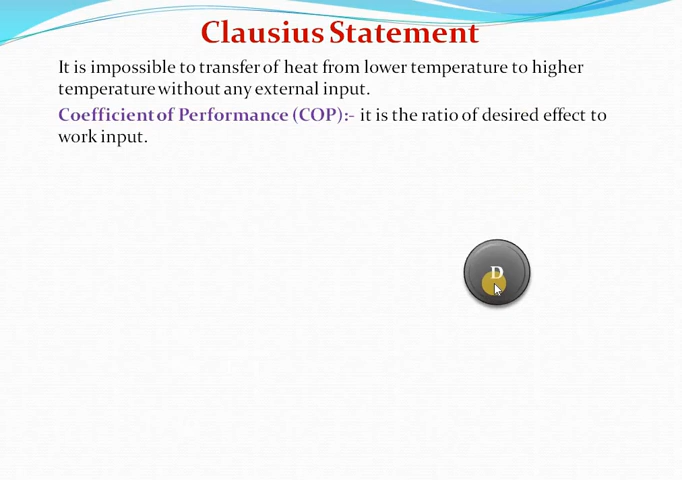 Clausius Statement
It is impossible to transfer of heat from lower temperature to higher
temperature without any external input.
Coefficient of Performance (COP):- it is the ratio of desired effect to
work input.
D